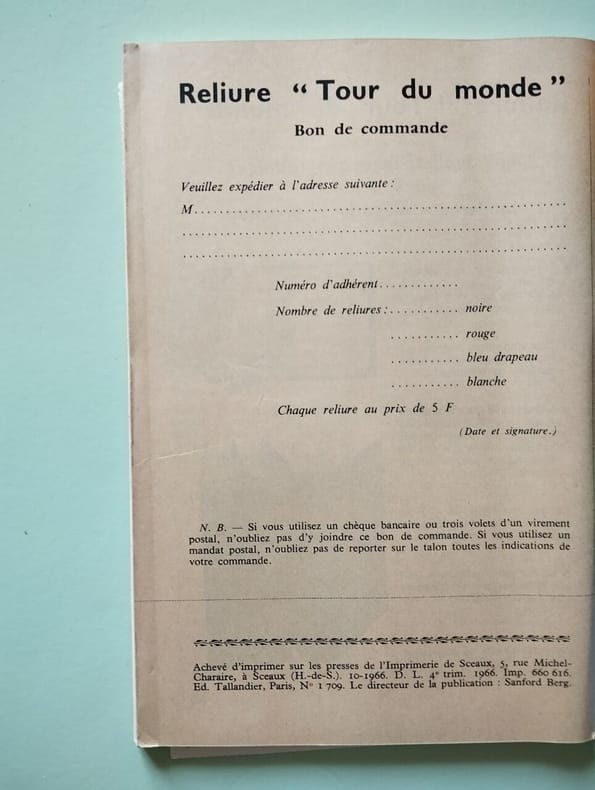 Reliure “ Tour du monde ”
Bon de commande
Veuillez expédier à l'adresse suivante :
M............................................................
............................................................
............................................................
Numéro d'adhérent.............
Nombre de reliures :........... noire
........... rouge
........... bleu drapeau
........... blanche
Chaque reliure au prix de 5 F
(Date et signature.)
N. B. — Si vous utilisez un chèque bancaire ou trois volets d'un virement
postal, n'oubliez pas d'y joindre ce bon de commande. Si vous utilisez un
mandat postal, n'oubliez pas de reporter sur le talon toutes les indications de
votre commande.
Achevé d'imprimer sur les presses de l'Imprimerie de Sceaux, 5, rue Michel-
Charaire, à Sceaux (H.-de-S.). 10-1966. D. L. 4e trim. 1966. Imp. 660 616.
Ed. Tallandier, Paris, N° 1 709. Le directeur de la publication : Sanford Berg.